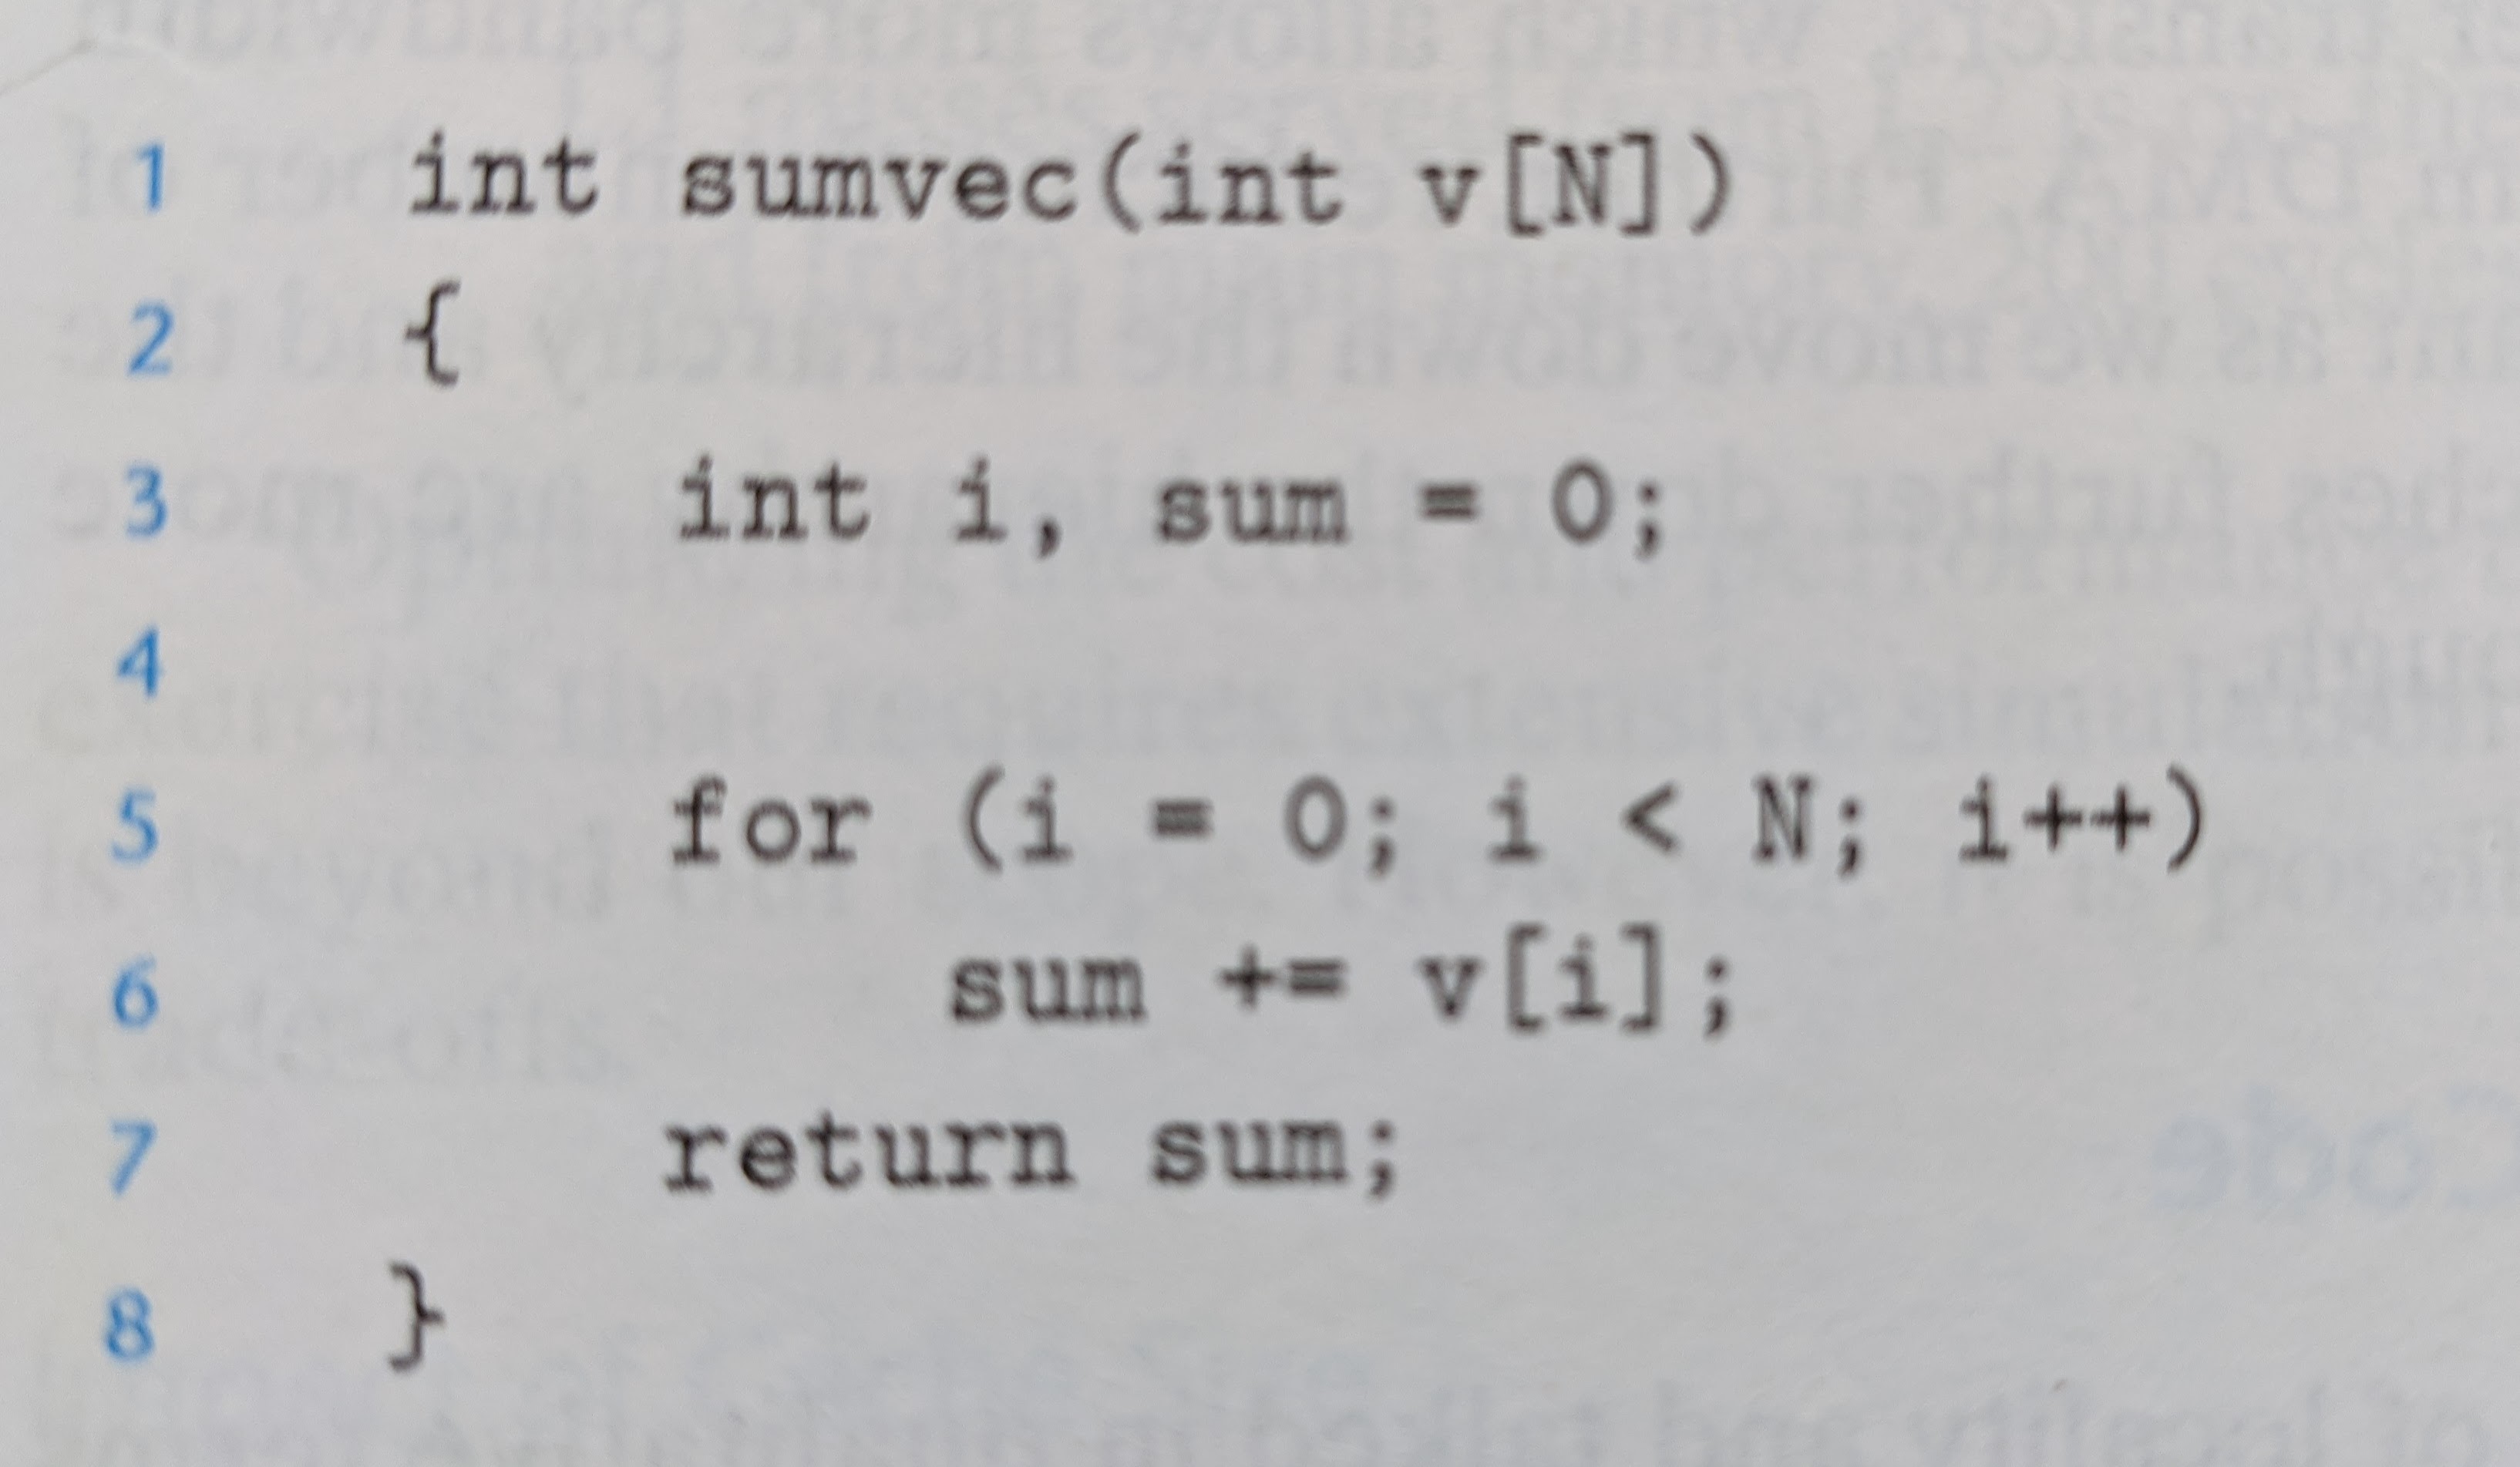 1 int sumvec(int v[N])
2 {
3 int i, sum = 0;
4
5 for (i = 0; i < N; i++)
6 sum += v[i];
7 return sum;
8 }